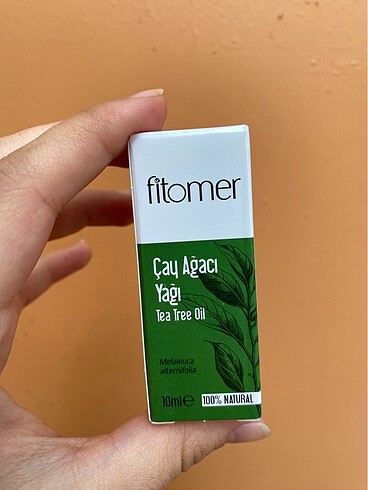 fitomer
Çay Ağacı
Yağı
Tea Tree Oil
Melaleuca
alternifolia
10ml℮ 100% NATURAL